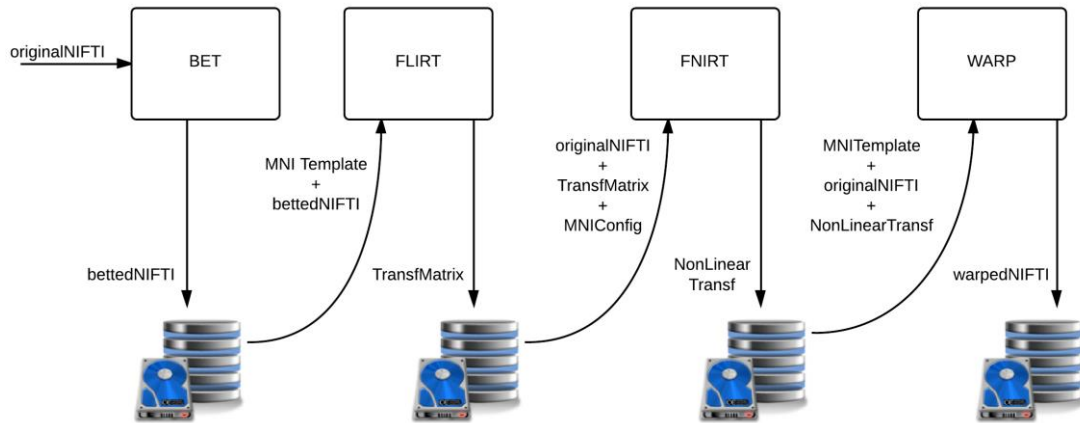 originalNIFTI
BET
FLIRT
FNIRT
WARP
MNI Template
+
bettedNIFTI
originalNIFTI
+
TransfMatrix
+
MNIConfig
MNITemplate
+
originalNIFTI
+
NonLinearTransf
bettedNIFTI
TransfMatrix
NonLinear
Transf
warpedNIFTI